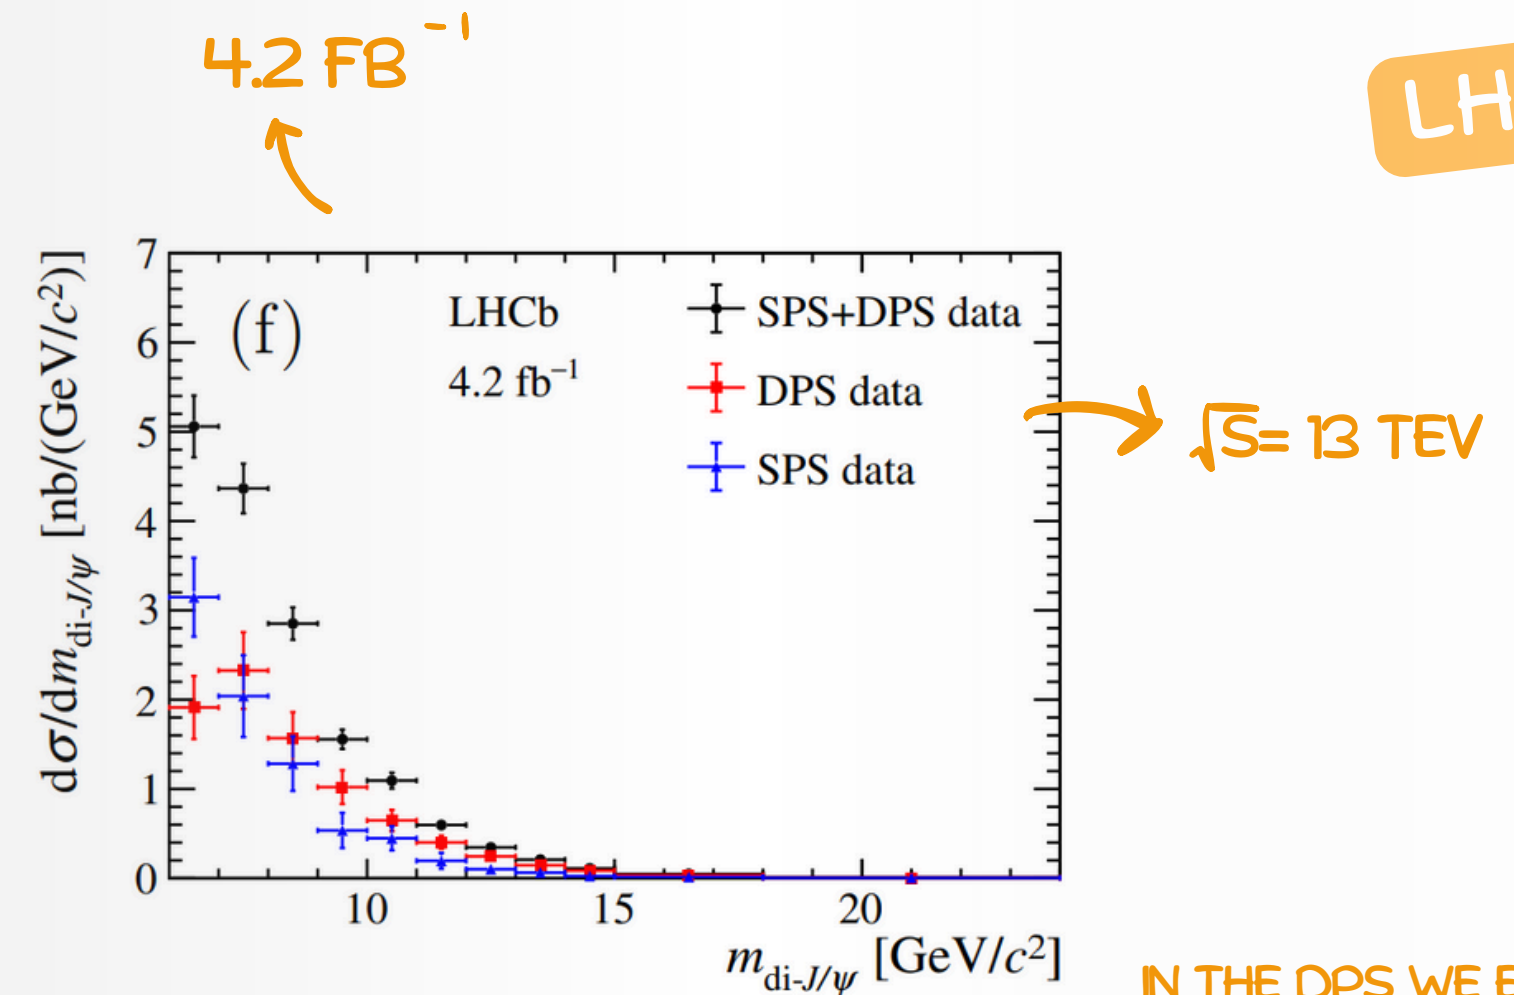 4.2 FB⁻¹
LH
dσ/dm_di-J/ψ [nb/(GeV/c²)]
7
6
5
4
3
2
1
0
(f)
LHCb
4.2 fb⁻¹
SPS+DPS data
DPS data
SPS data
√S= 13 TEV
10 15 20
m_di-J/ψ [GeV/c²]
IN THE DPS WE E